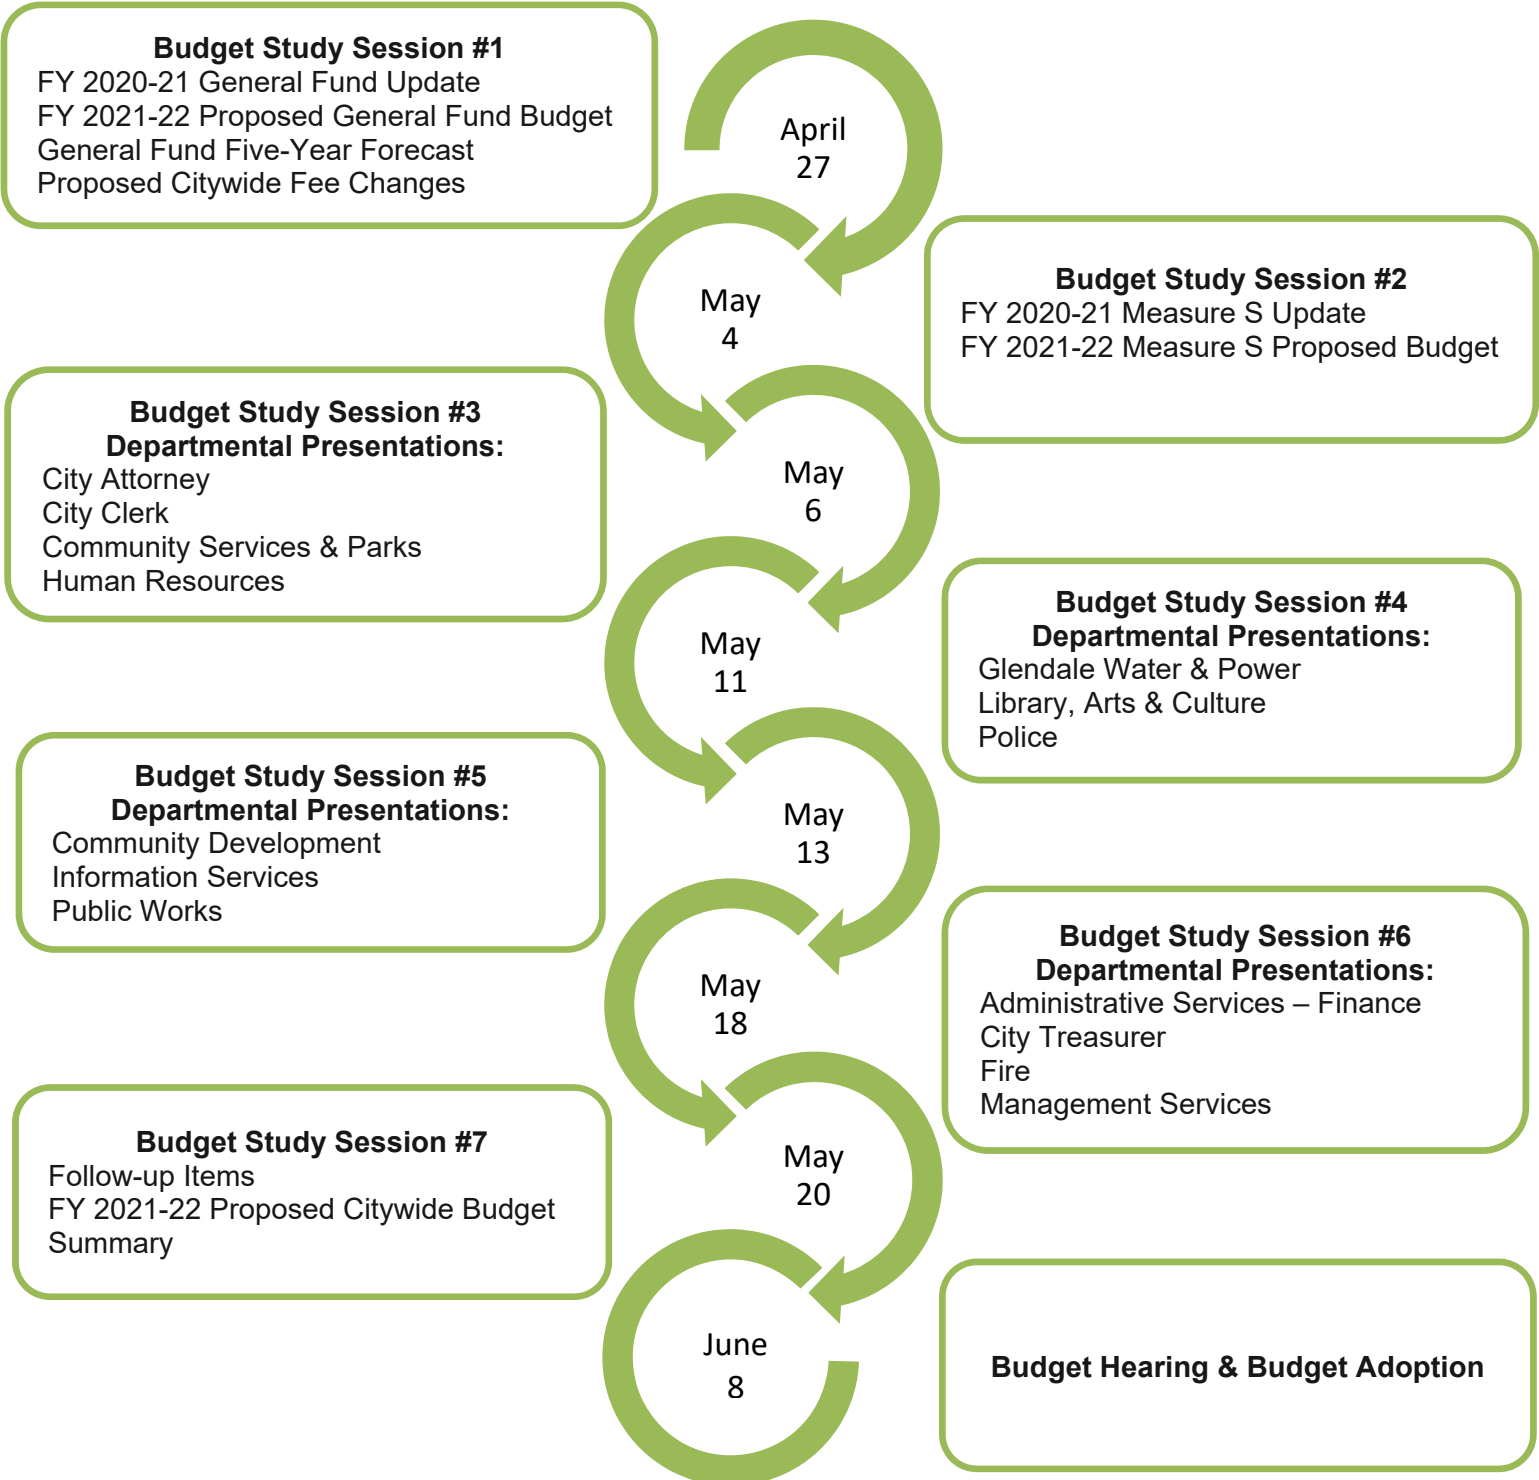 Budget Study Session #1
FY 2020-21 General Fund Update
FY 2021-22 Proposed General Fund Budget
General Fund Five-Year Forecast
Proposed Citywide Fee Changes
April
27
May
4
Budget Study Session #2
FY 2020-21 Measure S Update
FY 2021-22 Measure S Proposed Budget
Budget Study Session #3
Departmental Presentations:
City Attorney
City Clerk
Community Services & Parks
Human Resources
May
6
May
11
Budget Study Session #4
Departmental Presentations:
Glendale Water & Power
Library, Arts & Culture
Police
Budget Study Session #5
Departmental Presentations:
Community Development
Information Services
Public Works
May
13
May
18
Budget Study Session #6
Departmental Presentations:
Administrative Services – Finance
City Treasurer
Fire
Management Services
Budget Study Session #7
Follow-up Items
FY 2021-22 Proposed Citywide Budget
Summary
May
20
June
8
Budget Hearing & Budget Adoption